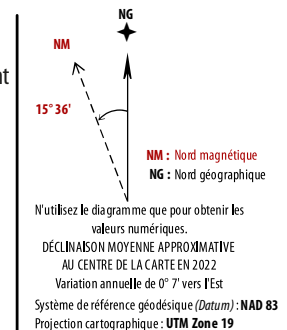 NG
NM
nt
15° 36'
NM : Nord magnétique
NG : Nord géographique
N'utilisez le diagramme que pour obtenir les
valeurs numériques.
DÉCLINAISON MOYENNE APPROXIMATIVE
AU CENTRE DE LA CARTE EN 2022
Variation annuelle de 0° 7' vers l'Est
Système de référence géodésique (Datum) : NAD 83
Projection cartographique : UTM Zone 19